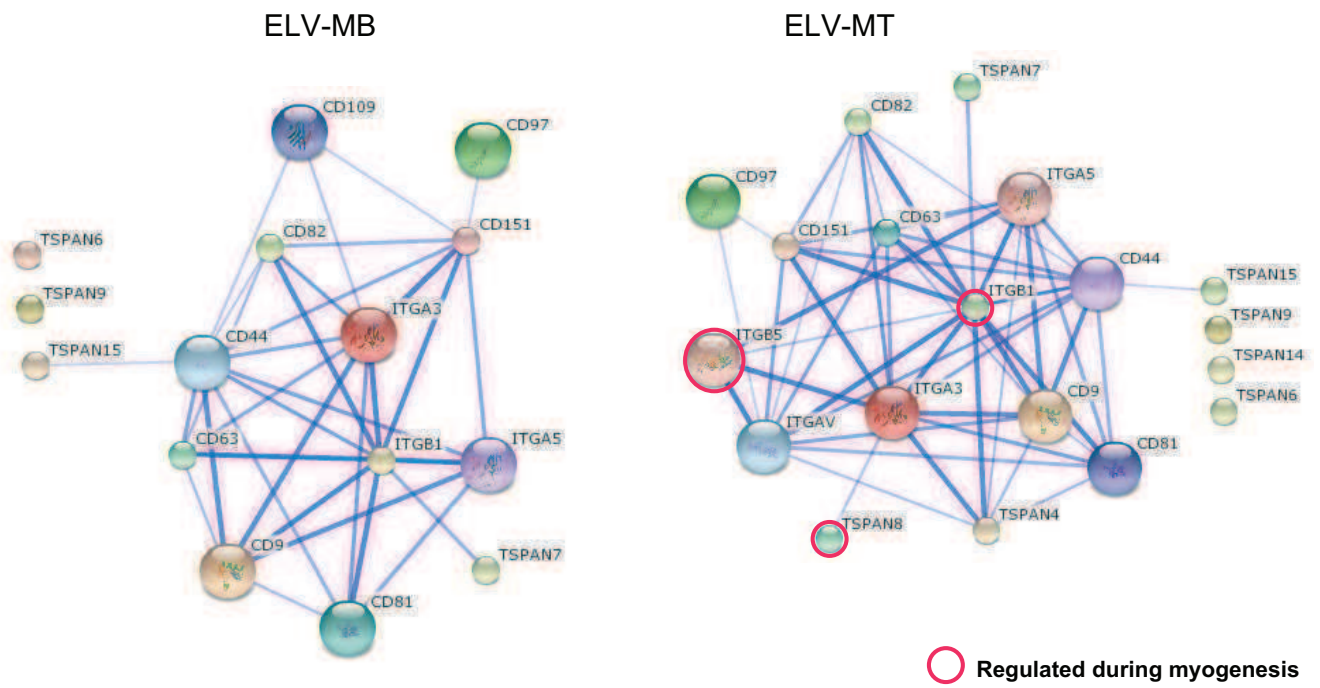 ELV-MB
CD109
CD97
CD151
CD82
TSPAN6
TSPAN9
TSPAN15
CD44
ITGA3
CD63
ITGB1
ITGA5
CD9
TSPAN7
CD81
ELV-MT
TSPAN7
CD82
CD97
ITGA5
CD63
CD151
CD44
TSPAN15
ITGB1
TSPAN9
ITGB5
TSPAN14
ITGA3
CD9
TSPAN6
ITGAV
CD81
TSPAN8
TSPAN4
Regulated during myogenesis